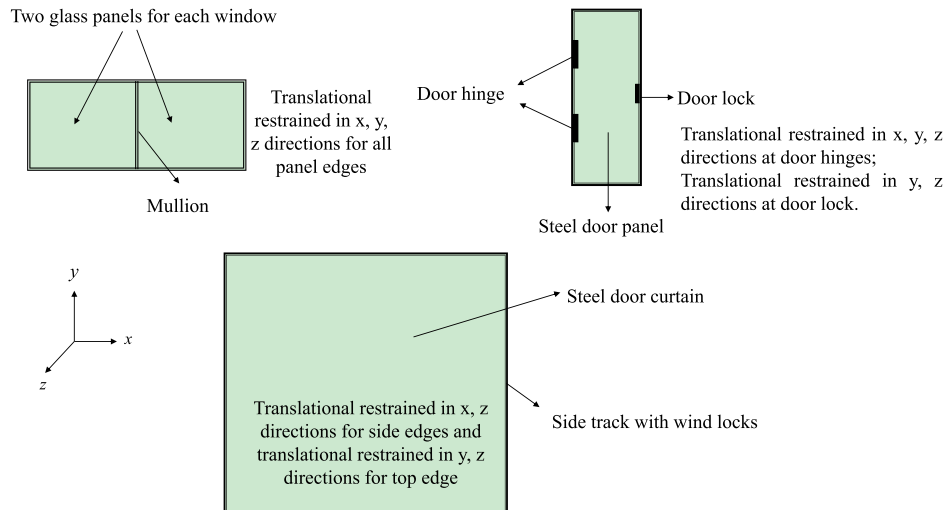 Two glass panels for each window
Translational
restrained in x, y,
z directions for all
panel edges
Mullion
Door hinge
Door lock
Translational restrained in x, y, z
directions at door hinges;
Translational restrained in y, z
directions at door lock.
Steel door panel
y
x
z
Steel door curtain
Translational restrained in x, z
directions for side edges and
translational restrained in y, z
directions for top edge
Side track with wind locks